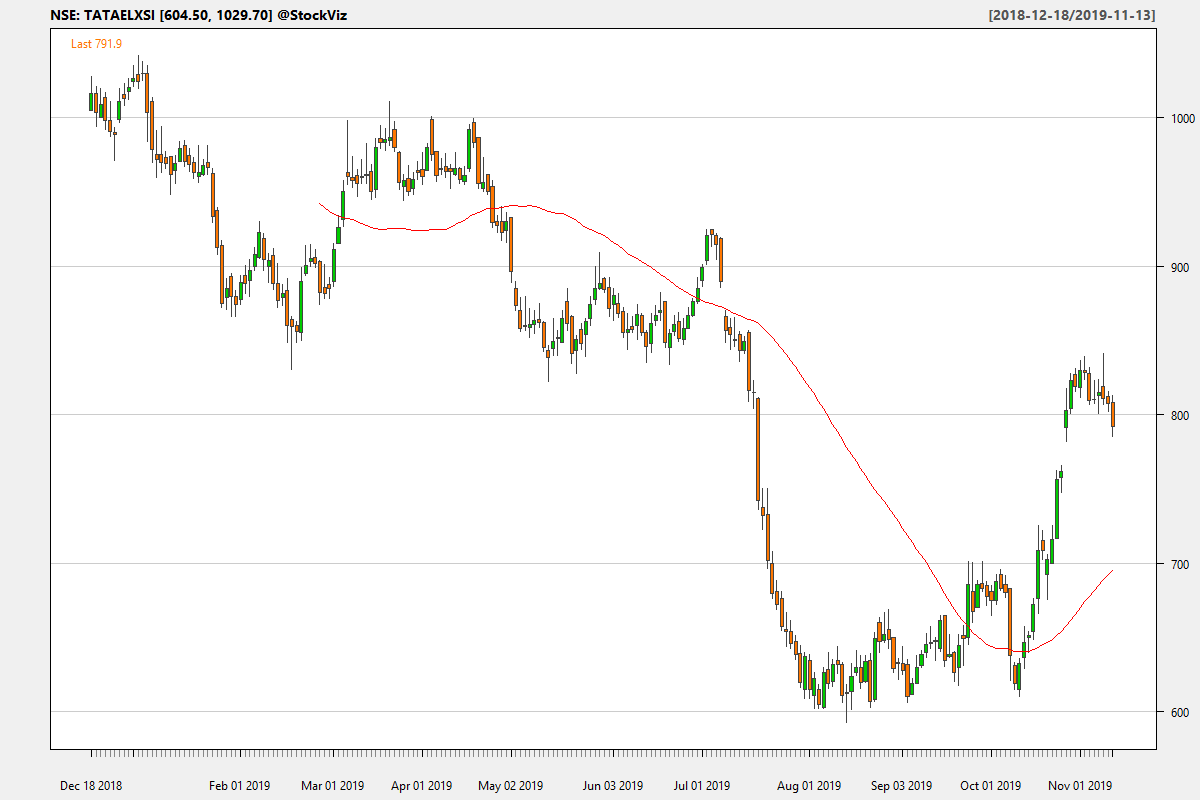 NSE: TATAELXSI [604.50, 1029.70] @StockViz [2018-12-18/2019-11-13]
Last 791.9
1000
900
800
700
600
Dec 18 2018 Feb 01 2019 Mar 01 2019 Apr 01 2019 May 02 2019 Jun 03 2019 Jul 01 2019 Aug 01 2019 Sep 03 2019 Oct 01 2019 Nov 01 2019